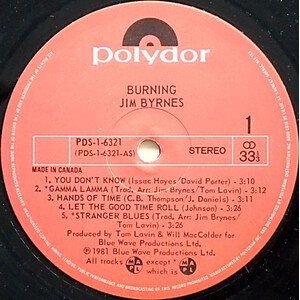 polydor
BURNING
JIM BYRNES
PDS-1-6321
(PDS-1-6321-AS)
STEREO
1
33⅓
MADE IN CANADA
1. YOU DON'T KNOW (Isaac Hayes/David Porter) - 3:10
2. *GAMMA LAMMA (Trad. Arr: Jim Byrnes/Tom Lavin) - 3:12
3. HANDS OF TIME (C.B. Thompson/J. Daniels) - 3:11
4. LET THE GOOD TIME ROLL (Johnson) - 3:10
5. *STRANGER BLUES (Trad. Arr: Jim Byrnes/
Tom Lavin) - 3:26
Produced by Tom Lavin & Will MacCalder for
Blue Wave Productions Ltd.
℗ 1981 Blue Wave Productions Ltd.
All tracks
except *
which are